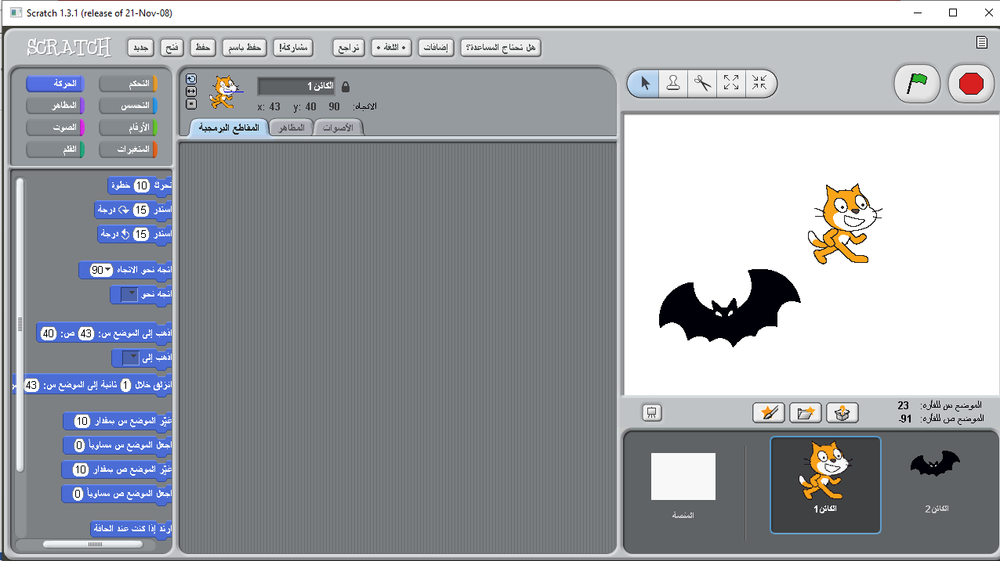 Scratch 1.3.1 (release of 21-Nov-08)
SCRATCH
جديد
فتح
حفظ
حفظ باسم
مشاركة!
تراجع
• اللغة •
إضافات
هل تحتاج المساعدة؟
الحركة
التحكم
المظاهر
التحسس
الصوت
الأرقام
القلم
المتغيرات
الكائن1
x: 43 y: 40 الاتجاه: 90
المقاطع البرمجية
المظاهر
الأصوات
تحرك 10 خطوة
استدر 15 درجة
استدر 15 درجة
اتجه نحو الاتجاه 90
اتجه نحو
اذهب إلى الموضع س: 43 ص: 40
اذهب إلى
انزلق خلال 1 ثانية إلى الموضع س: 43
غيّر الموضع س بمقدار 10
اجعل الموضع س مساوياً 0
غيّر الموضع ص بمقدار 10
اجعل الموضع ص مساوياً 0
ارتد إذا كنت عند الحافة
الموضع س للفأرة: 23
الموضع ص للفأرة: -91
المنصة
الكائن1
الكائن2